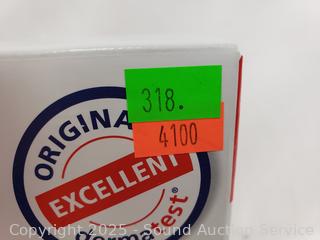 318.
4100
ORIGINA
EXCELLENT
dermatest®
Copyright 2025 - Sound Auction Service